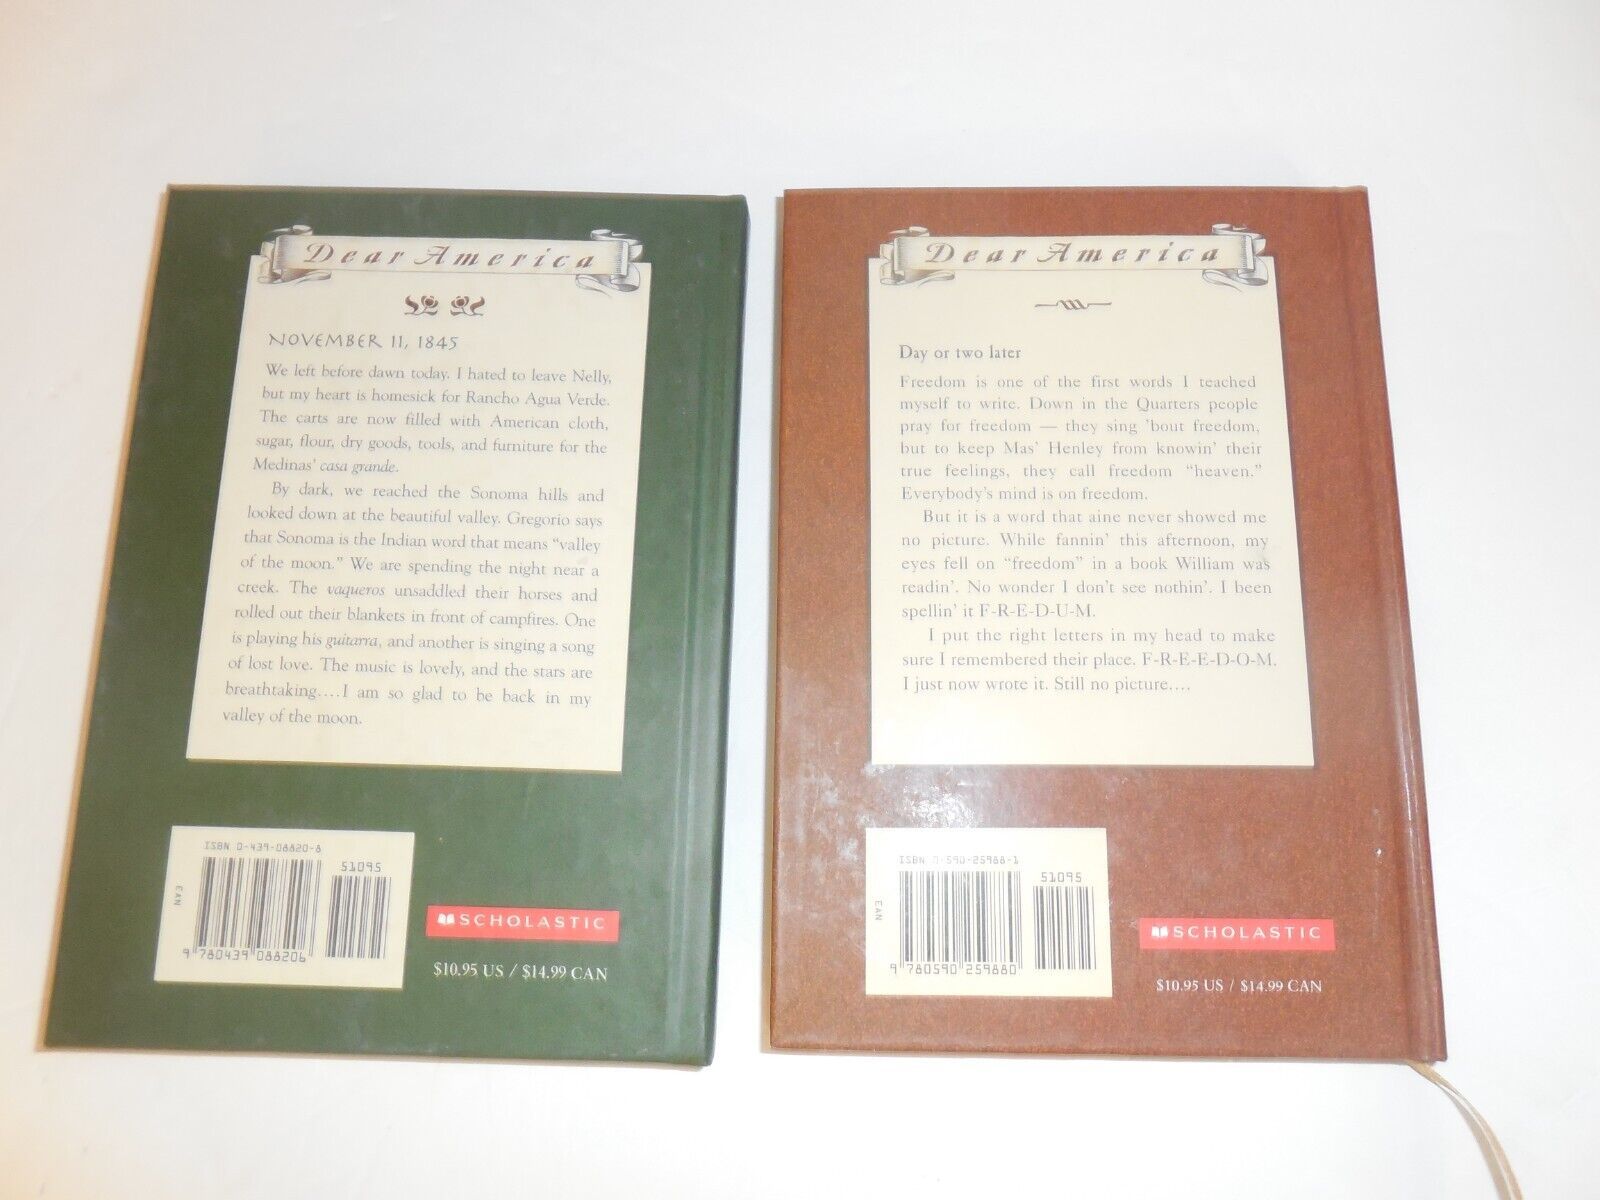 Dear America
NOVEMBER 11, 1845
We left before dawn today. I hated to leave Nelly,
but my heart is homesick for Rancho Agua Verde.
The carts are now filled with American cloth,
sugar, flour, dry goods, tools, and furniture for the
Medinas' casa grande.
By dark, we reached the Sonoma hills and
looked down at the beautiful valley. Gregorio says
that Sonoma is the Indian word that means "valley
of the moon." We are spending the night near a
creek. The vaqueros unsaddled their horses and
rolled out their blankets in front of campfires. One
is playing his guitarra, and another is singing a song
of lost love. The music is lovely, and the stars are
breathtaking....I am so glad to be back in my
valley of the moon.
ISBN 0-439-08820-8
51095
EAN
9 780439 088206
SCHOLASTIC
$10.95 US / $14.99 CAN
Dear America
Day or two later
Freedom is one of the first words I teached
myself to write. Down in the Quarters people
pray for freedom — they sing 'bout freedom,
but to keep Mas' Henley from knowin' their
true feelings, they call freedom "heaven."
Everybody's mind is on freedom.
But it is a word that aine never showed me
no picture. While fannin' this afternoon, my
eyes fell on "freedom" in a book William was
readin'. No wonder I don't see nothin'. I been
spellin' it F-R-E-D-U-M.
I put the right letters in my head to make
sure I remembered their place. F-R-E-E-D-O-M.
I just now wrote it. Still no picture....
ISBN 0-590-25988-1
51095
EAN
9 780590 259880
SCHOLASTIC
$10.95 US / $14.99 CAN